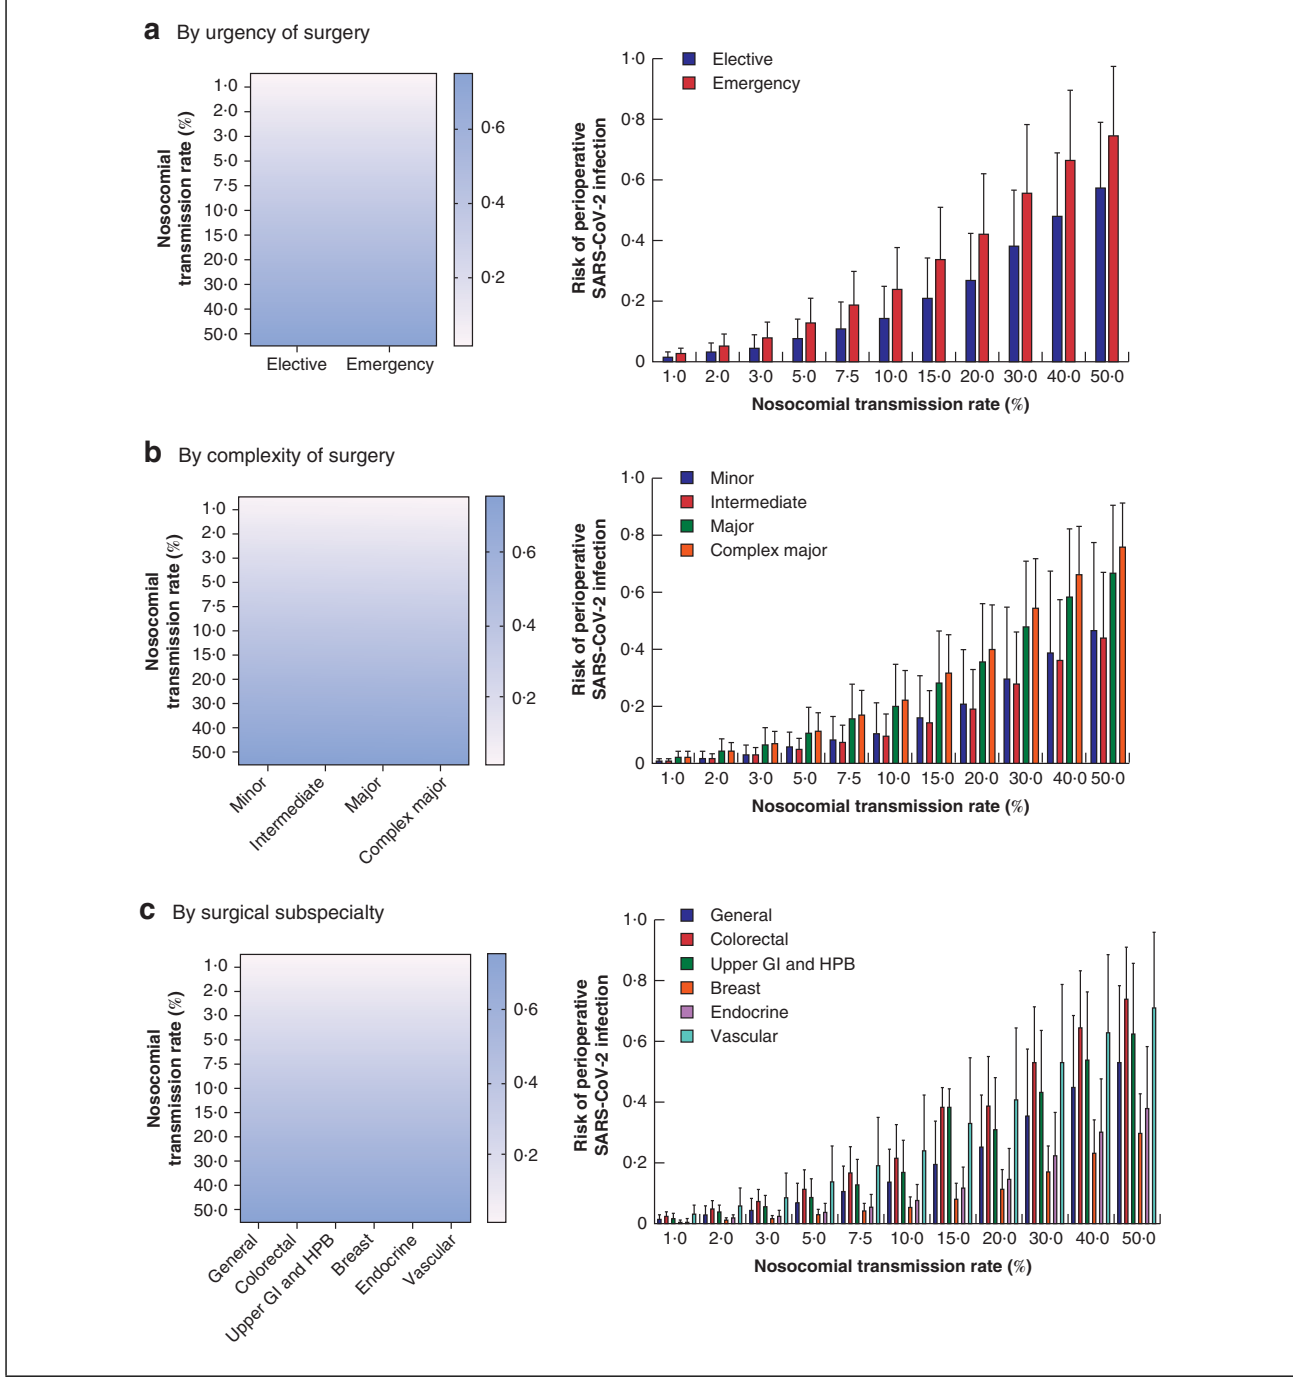 a By urgency of surgery
Nosocomial
transmission rate (%)
1·0
2·0
3·0
5·0
7·5
10·0
15·0
20·0
30·0
40·0
50·0
Elective Emergency
0·6
0·4
0·2
Risk of perioperative
SARS-CoV-2 infection
1·0
0·8
0·6
0·4
0·2
0
Elective
Emergency
1·0 2·0 3·0 5·0 7·5 10·0 15·0 20·0 30·0 40·0 50·0
Nosocomial transmission rate (%)
b By complexity of surgery
Nosocomial
transmission rate (%)
1·0
2·0
3·0
5·0
7·5
10·0
15·0
20·0
30·0
40·0
50·0
Minor
Intermediate
Major
Complex major
0·6
0·4
0·2
Risk of perioperative
SARS-CoV-2 infection
1·0
0·8
0·6
0·4
0·2
0
Minor
Intermediate
Major
Complex major
1·0 2·0 3·0 5·0 7·5 10·0 15·0 20·0 30·0 40·0 50·0
Nosocomial transmission rate (%)
c By surgical subspecialty
Nosocomial
transmission rate (%)
1·0
2·0
3·0
5·0
7·5
10·0
15·0
20·0
30·0
40·0
50·0
General
Colorectal
Upper GI and HPB
Breast
Endocrine
Vascular
0·6
0·4
0·2
Risk of perioperative
SARS-CoV-2 infection
1·0
0·8
0·6
0·4
0·2
0
General
Colorectal
Upper GI and HPB
Breast
Endocrine
Vascular
1·0 2·0 3·0 5·0 7·5 10·0 15·0 20·0 30·0 40·0 50·0
Nosocomial transmission rate (%)